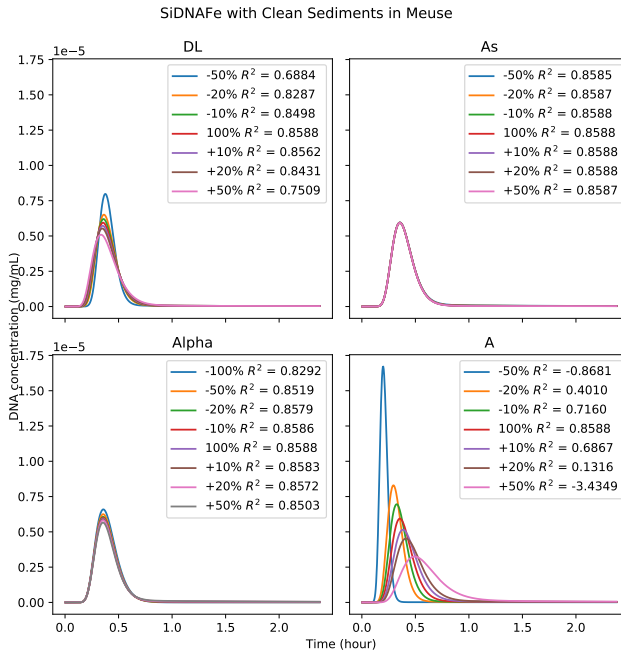 SiDNAFe with Clean Sediments in Meuse
DL
1e−5
1.75
1.50
1.25
1.00
0.75
0.50
0.25
0.00
-50% R² = 0.6884
-20% R² = 0.8287
-10% R² = 0.8498
100% R² = 0.8588
+10% R² = 0.8562
+20% R² = 0.8431
+50% R² = 0.7509
As
-50% R² = 0.8585
-20% R² = 0.8587
-10% R² = 0.8588
100% R² = 0.8588
+10% R² = 0.8588
+20% R² = 0.8588
+50% R² = 0.8587
DNA concentration (mg/mL)
Alpha
1e−5
1.75
1.50
1.25
1.00
0.75
0.50
0.25
0.00
-100% R² = 0.8292
-50% R² = 0.8519
-20% R² = 0.8579
-10% R² = 0.8586
100% R² = 0.8588
+10% R² = 0.8583
+20% R² = 0.8572
+50% R² = 0.8503
0.0 0.5 1.0 1.5 2.0
A
-50% R² = -0.8681
-20% R² = 0.4010
-10% R² = 0.7160
100% R² = 0.8588
+10% R² = 0.6867
+20% R² = 0.1316
+50% R² = -3.4349
0.0 0.5 1.0 1.5 2.0
Time (hour)